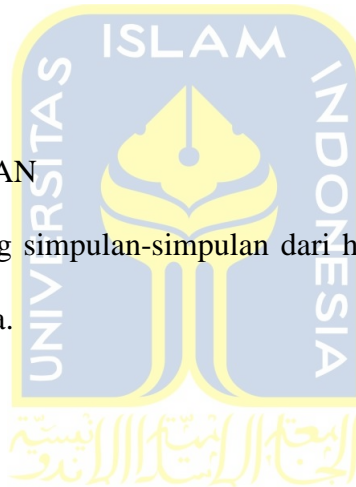 ISLAM
UNIVERSITAS
INDONESIA
AN
g simpulan-simpulan dari h
a.